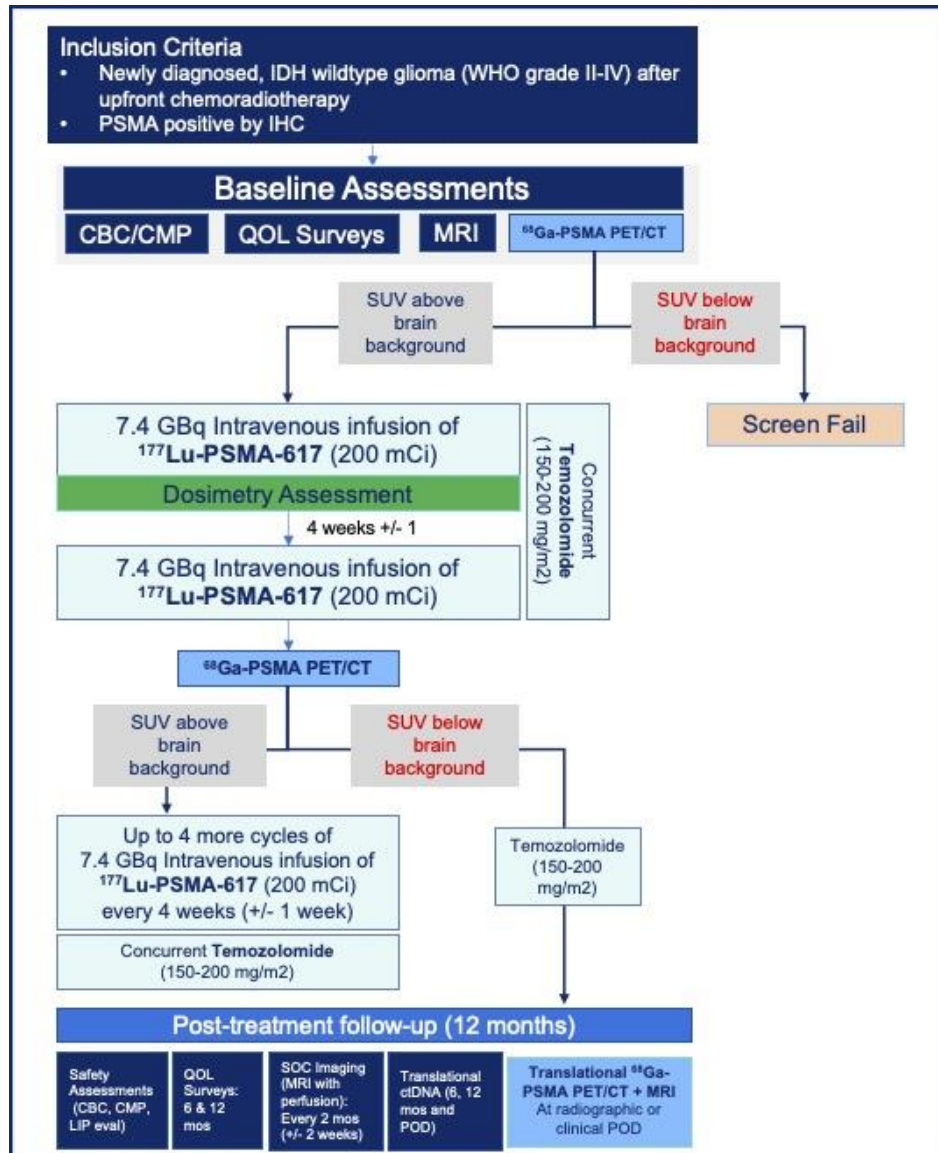 Inclusion Criteria
• Newly diagnosed, IDH wildtype glioma (WHO grade II-IV) after
upfront chemoradiotherapy
• PSMA positive by IHC
Baseline Assessments
CBC/CMP
QOL Surveys
MRI
⁶⁸Ga-PSMA PET/CT
SUV above
brain
background
SUV below
brain
background
7.4 GBq Intravenous infusion of
¹⁷⁷Lu-PSMA-617 (200 mCi)
Dosimetry Assessment
4 weeks +/- 1
7.4 GBq Intravenous infusion of
¹⁷⁷Lu-PSMA-617 (200 mCi)
Concurrent
Temozolomide
(150-200 mg/m2)
Screen Fail
⁶⁸Ga-PSMA PET/CT
SUV above
brain
background
SUV below
brain
background
Up to 4 more cycles of
7.4 GBq Intravenous infusion of
¹⁷⁷Lu-PSMA-617 (200 mCi)
every 4 weeks (+/- 1 week)
Concurrent Temozolomide
(150-200 mg/m2)
Temozolomide
(150-200
mg/m2)
Post-treatment follow-up (12 months)
Safety
Assessments
(CBC, CMP,
LIP eval)
QOL
Surveys:
6 & 12
mos
SOC Imaging
(MRI with
perfusion):
Every 2 mos
(+/- 2 weeks)
Translational
ctDNA (6, 12
mos and
POD)
Translational ⁶⁸Ga-
PSMA PET/CT + MRI
At radiographic or
clinical POD